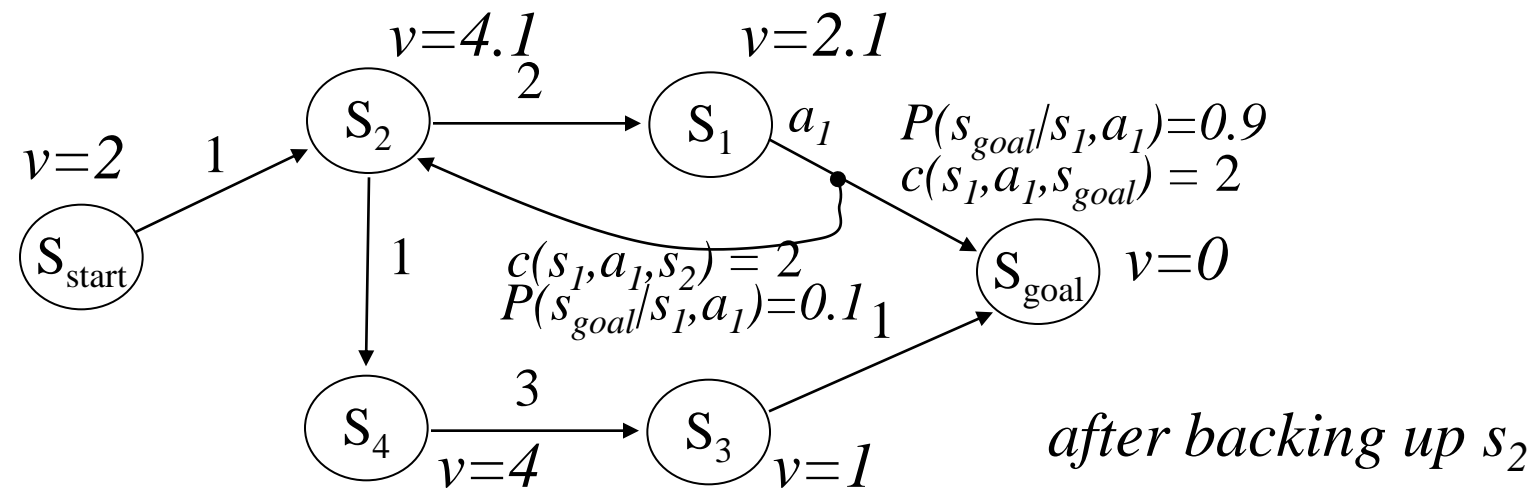 v=4.1
v=2.1
2
S2
S1
a1
P(sgoal/s1,a1)=0.9
c(s1,a1,sgoal) = 2
v=2
1
Sstart
1
c(s1,a1,s2) = 2
P(sgoal/s1,a1)=0.1
Sgoal
v=0
1
3
S4
S3
v=4
v=1
after backing up s2